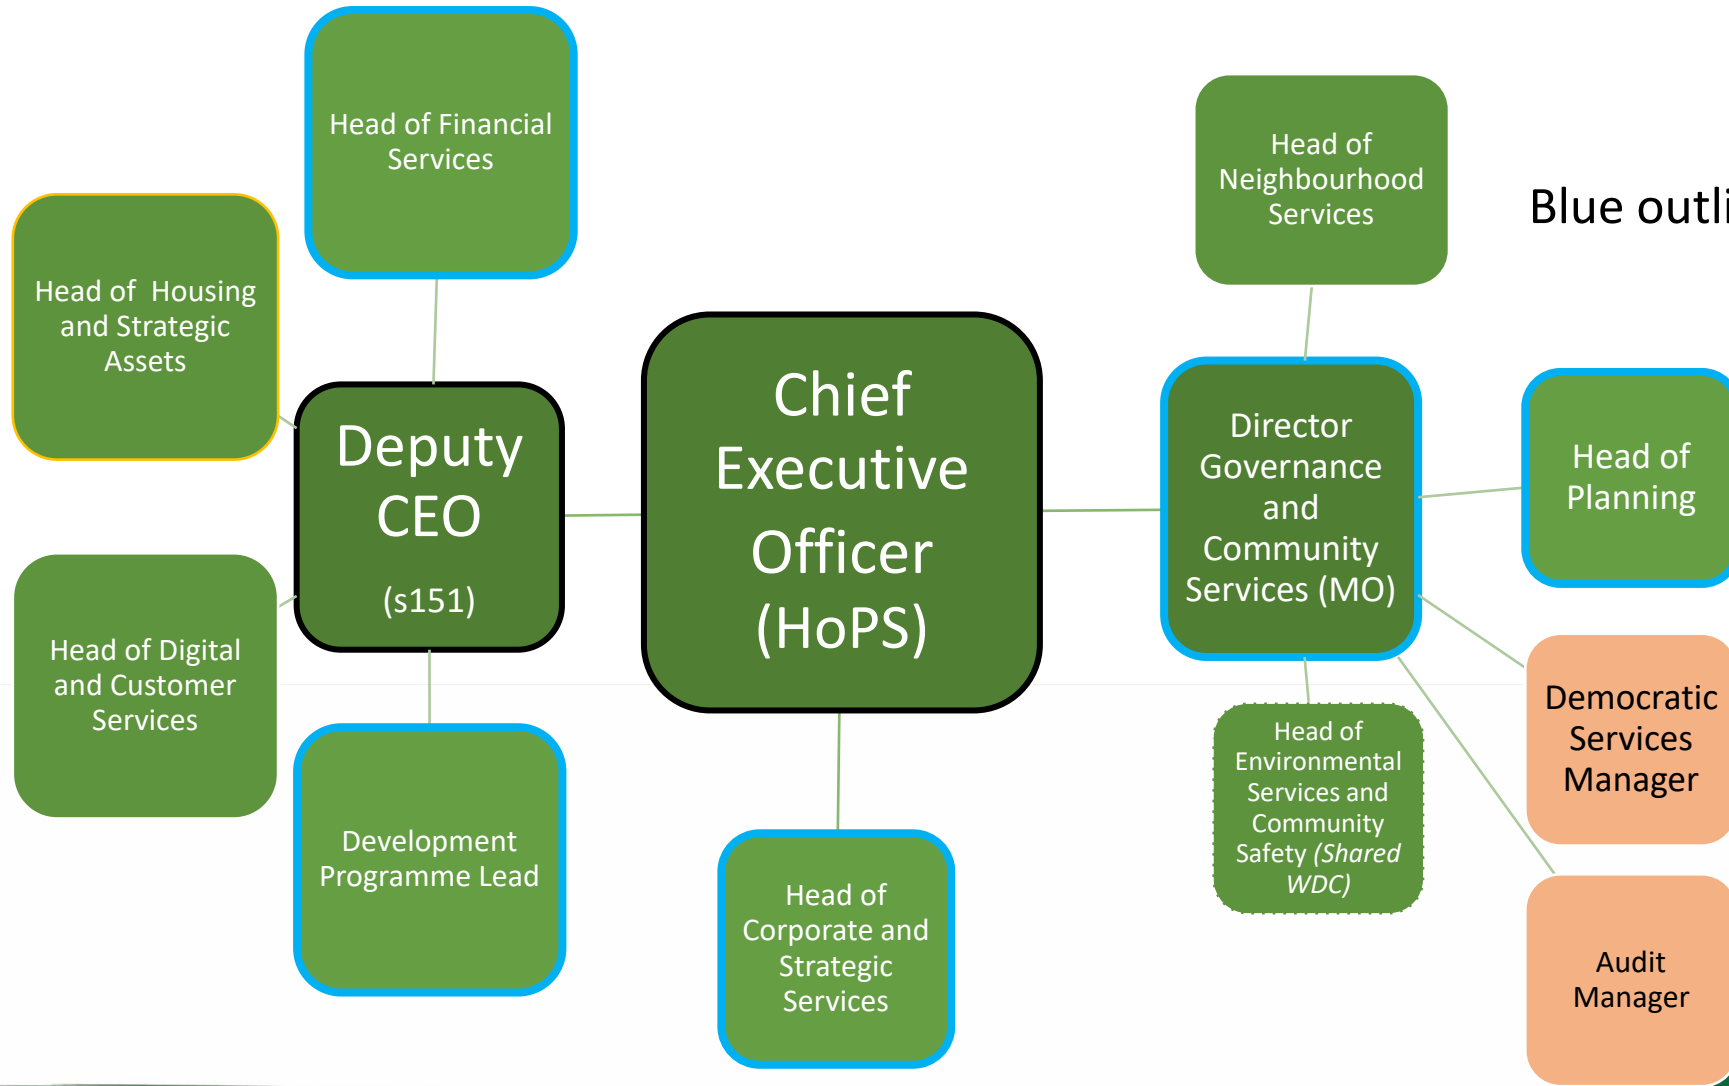 Head of Financial
Services
Head of
Neighbourhood
Services
Blue outli
Head of  Housing
and Strategic
Assets
Deputy
CEO
(s151)
Chief
Executive
Officer
(HoPS)
Director
Governance
and
Community
Services (MO)
Head of
Planning
Head of Digital
and Customer
Services
Development
Programme Lead
Head of
Corporate and
Strategic
Services
Head of
Environmental
Services and
Community
Safety (Shared
WDC)
Democratic
Services
Manager
Audit
Manager